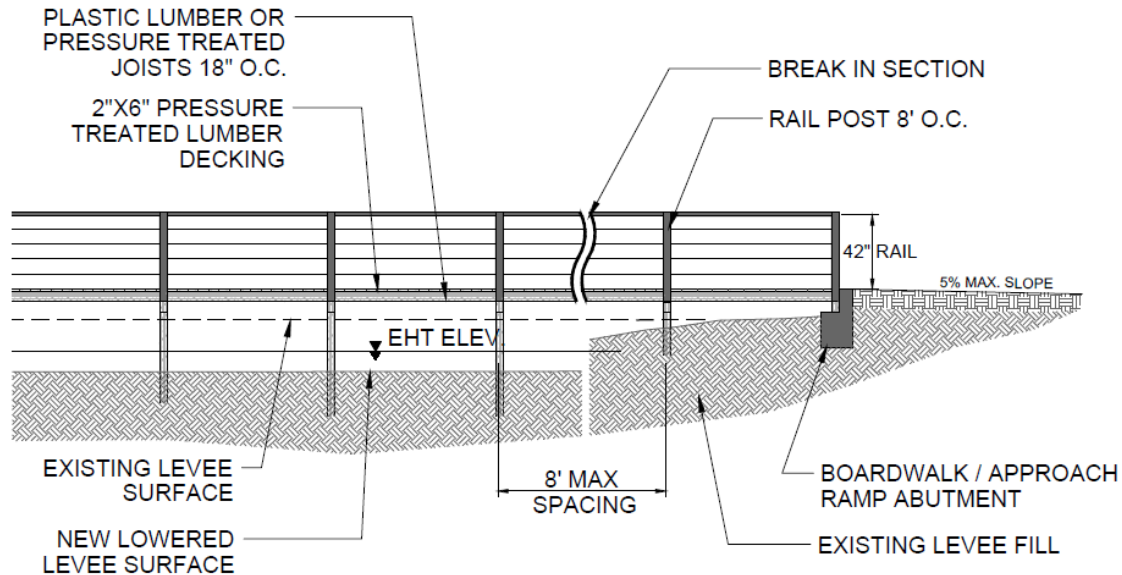 PLASTIC LUMBER OR
PRESSURE TREATED
JOISTS 18" O.C.
2"X6" PRESSURE
TREATED LUMBER
DECKING
BREAK IN SECTION
RAIL POST 8' O.C.
42" RAIL
5% MAX. SLOPE
EHT ELEV.
EXISTING LEVEE
SURFACE
NEW LOWERED
LEVEE SURFACE
8' MAX
SPACING
BOARDWALK / APPROACH
RAMP ABUTMENT
EXISTING LEVEE FILL